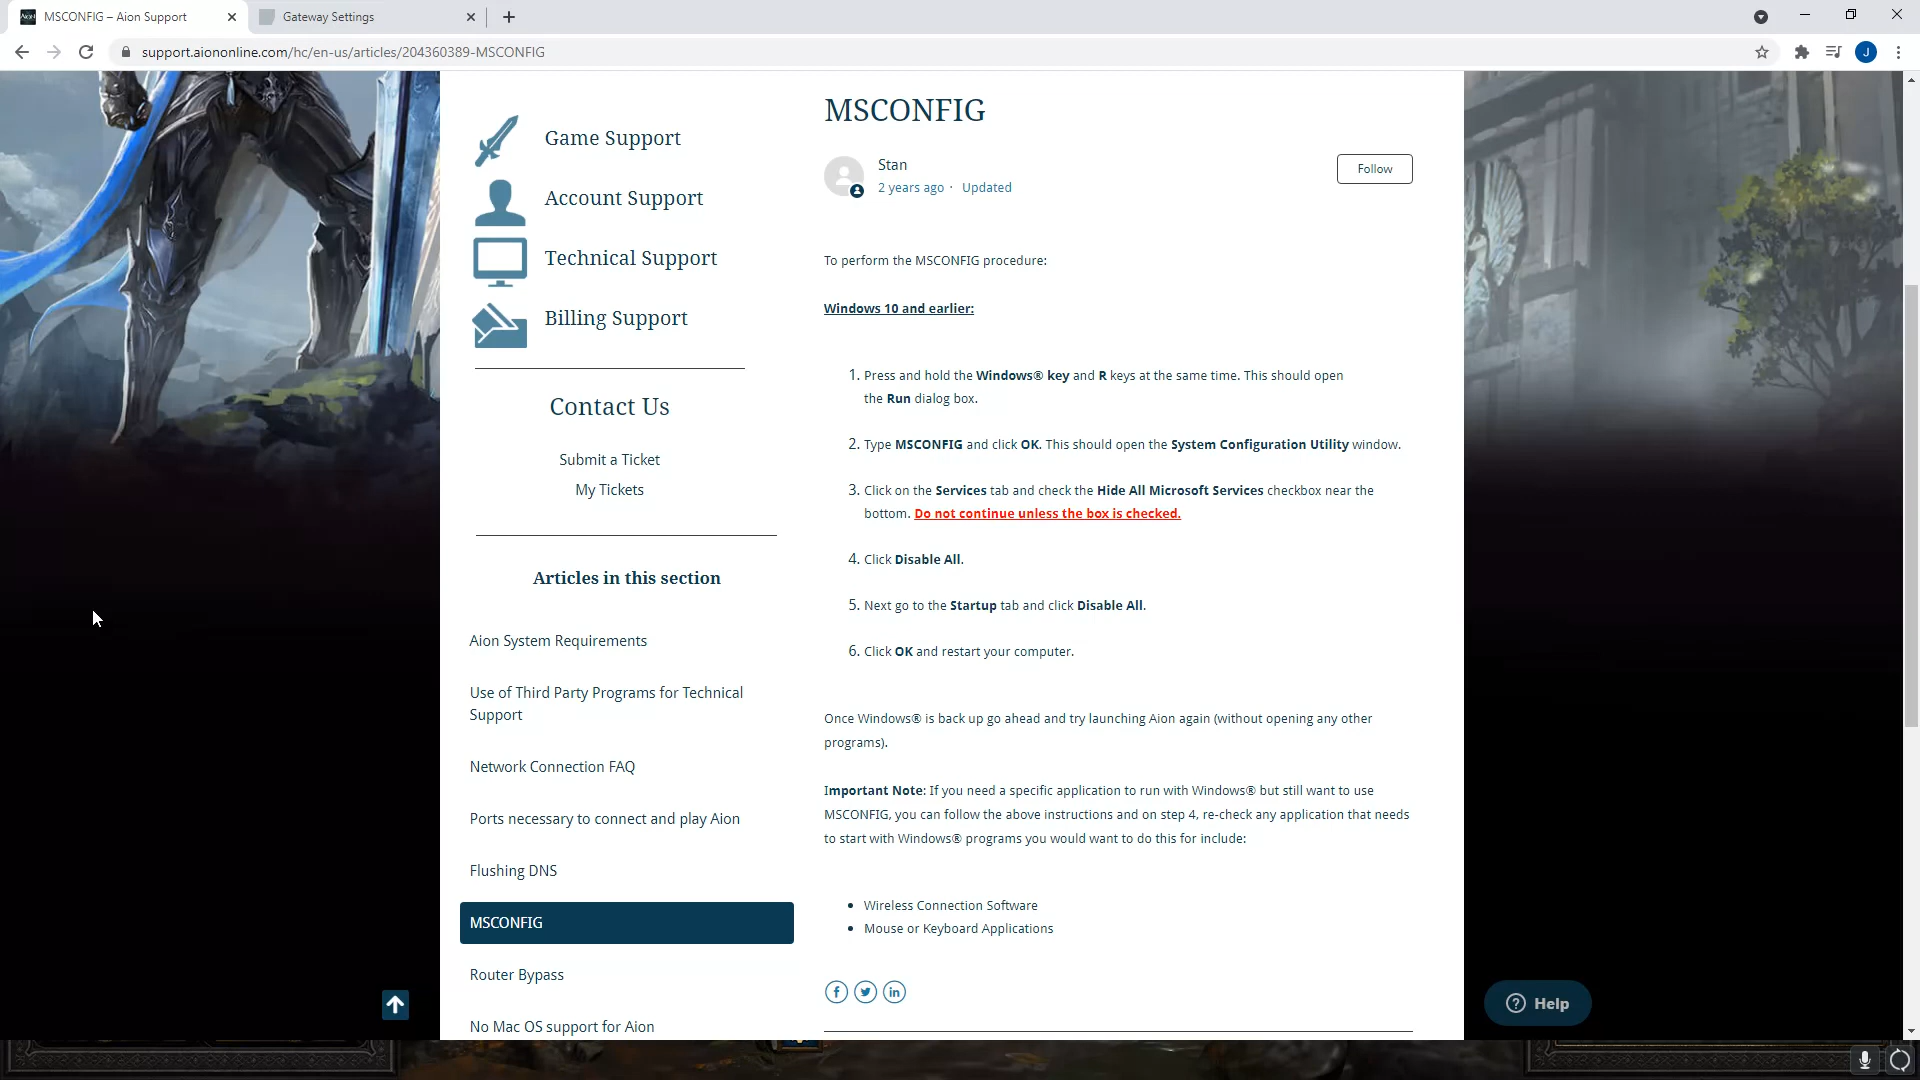 MSCONFIG – Aion Support
Gateway Settings
support.aiononline.com/hc/en-us/articles/204360389-MSCONFIG
J
Game Support
Account Support
Technical Support
Billing Support
Contact Us
Submit a Ticket
My Tickets
Articles in this section
Aion System Requirements
Use of Third Party Programs for Technical
Support
Network Connection FAQ
Ports necessary to connect and play Aion
Flushing DNS
MSCONFIG
Router Bypass
No Mac OS support for Aion
MSCONFIG
Stan
2 years ago · Updated
Follow
To perform the MSCONFIG procedure:
Windows 10 and earlier:
1. Press and hold the Windows® key and R keys at the same time. This should open
the Run dialog box.
2. Type MSCONFIG and click OK. This should open the System Configuration Utility window.
3. Click on the Services tab and check the Hide All Microsoft Services checkbox near the
bottom. Do not continue unless the box is checked.
4. Click Disable All.
5. Next go to the Startup tab and click Disable All.
6. Click OK and restart your computer.
Once Windows® is back up go ahead and try launching Aion again (without opening any other
programs).
Important Note: If you need a specific application to run with Windows® but still want to use
MSCONFIG, you can follow the above instructions and on step 4, re-check any application that needs
to start with Windows® programs you would want to do this for include:
• Wireless Connection Software
• Mouse or Keyboard Applications
Help